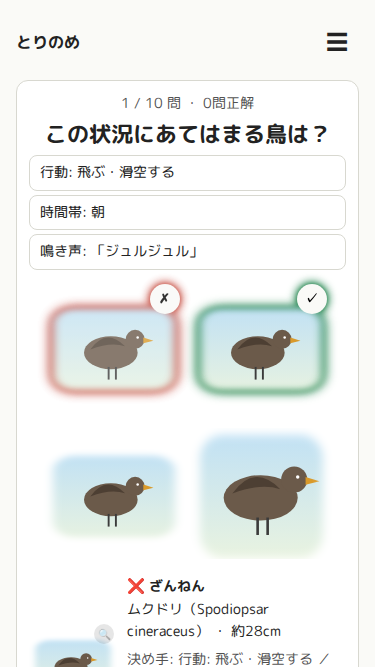 とりのめ
1 / 10 問 ・ 0問正解
この状況にあてはまる鳥は？
行動: 飛ぶ・滑空する
時間帯: 朝
鳴き声: 「ジュルジュル」
✗
✓
❌ ざんねん
ムクドリ（Spodiopsar
cineraceus） ・ 約28cm
決め手: 行動: 飛ぶ・滑空する ／